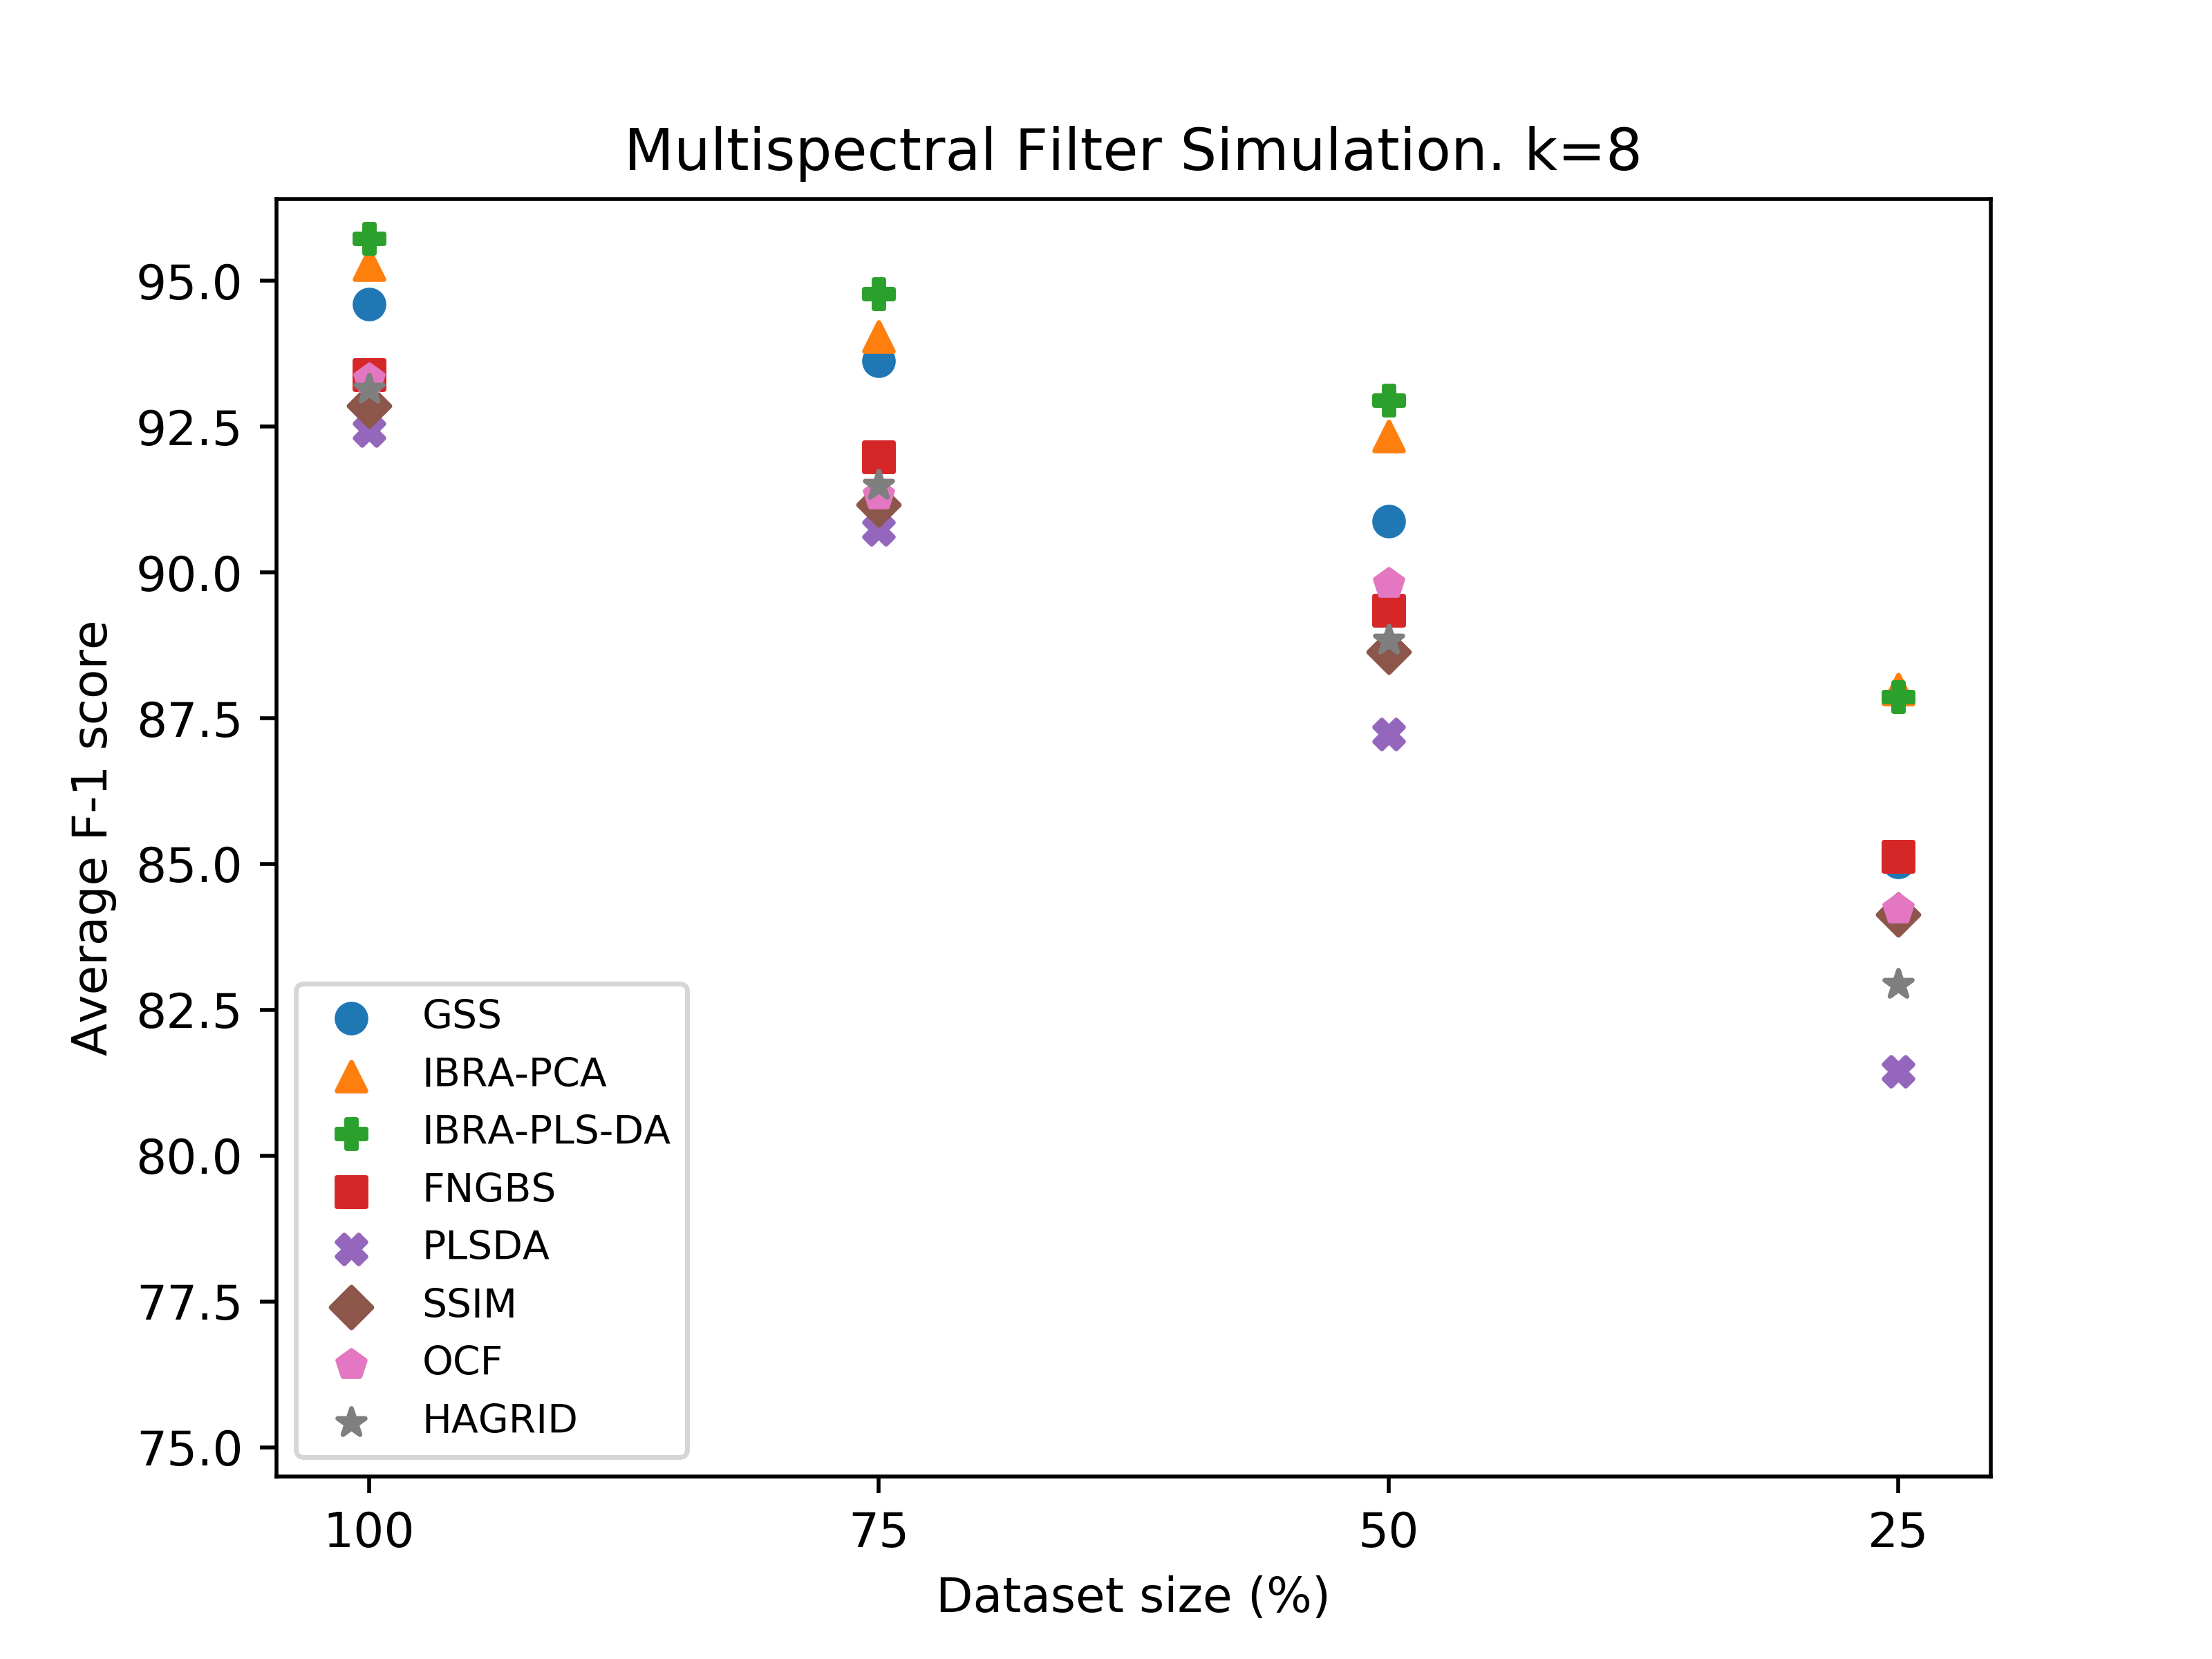 Multispectral Filter Simulation. k=8
Average F-1 score
95.0
92.5
90.0
87.5
85.0
82.5
80.0
77.5
75.0
GSS
IBRA-PCA
IBRA-PLS-DA
FNGBS
PLSDA
SSIM
OCF
HAGRID
100 75 50 25
Dataset size (%)